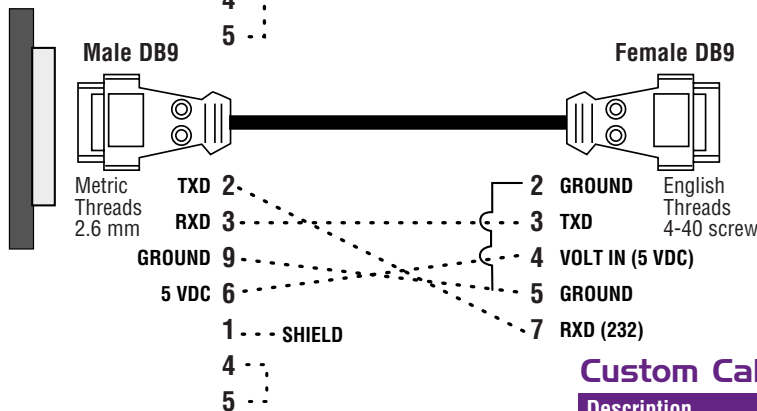 4
5
Male DB9
Female DB9
Metric
Threads
2.6 mm
TXD 2
RXD 3
GROUND 9
5 VDC 6
1 SHIELD
4
5
2 GROUND
3 TXD
4 VOLT IN (5 VDC)
5 GROUND
7 RXD (232)
English
Threads
4-40 screw
Custom Cal
Description